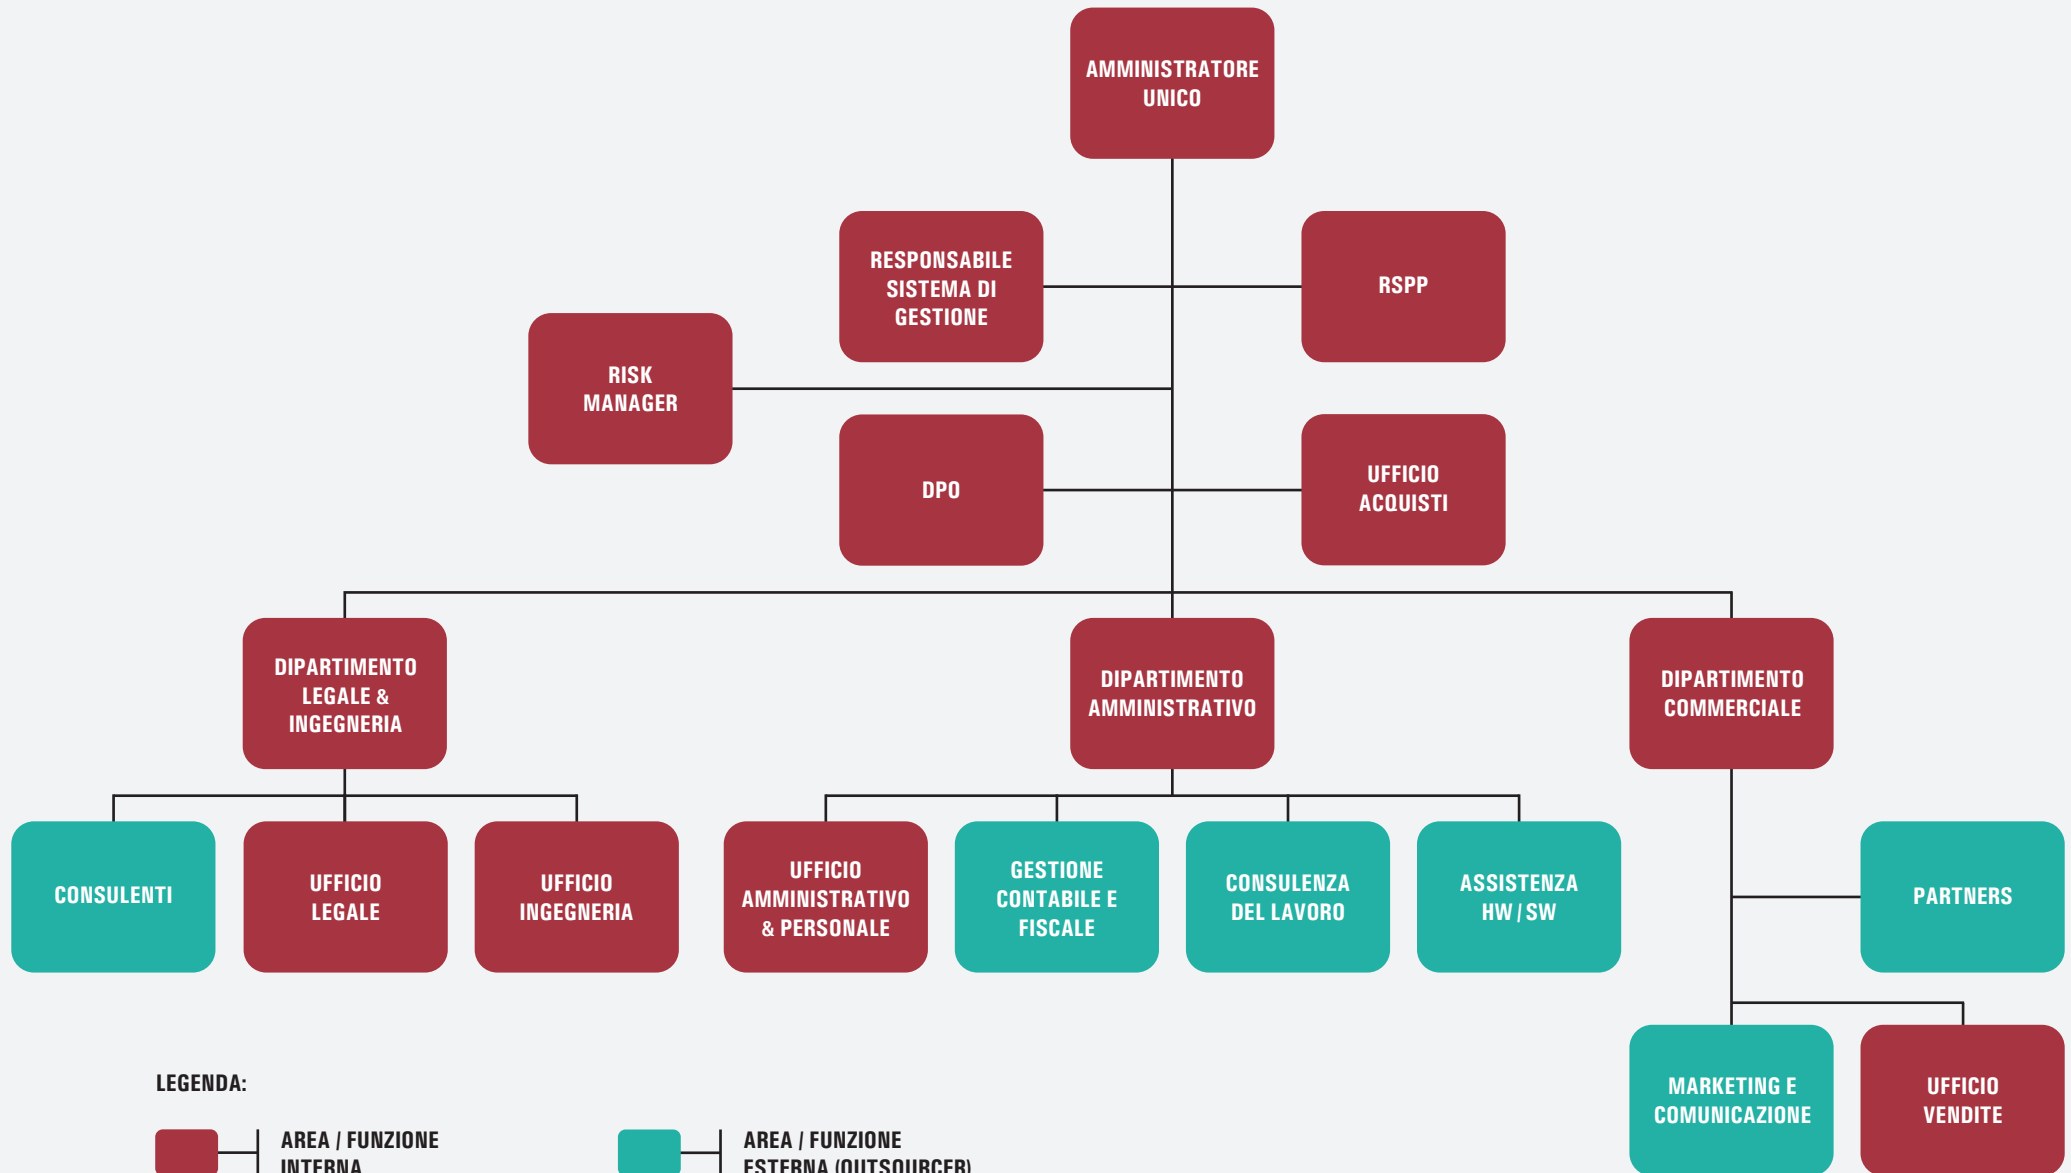 AMMINISTRATORE
UNICO
RESPONSABILE
SISTEMA DI
GESTIONE
RSPP
RISK
MANAGER
DPO
UFFICIO
ACQUISTI
DIPARTIMENTO
LEGALE &
INGEGNERIA
DIPARTIMENTO
AMMINISTRATIVO
DIPARTIMENTO
COMMERCIALE
CONSULENTI
UFFICIO
LEGALE
UFFICIO
INGEGNERIA
UFFICIO
AMMINISTRATIVO
& PERSONALE
GESTIONE
CONTABILE E
FISCALE
CONSULENZA
DEL LAVORO
ASSISTENZA
HW / SW
PARTNERS
MARKETING E
COMUNICAZIONE
UFFICIO
VENDITE
LEGENDA:
AREA / FUNZIONE
INTERNA
AREA / FUNZIONE
ESTERNA (OUTSOURCER)